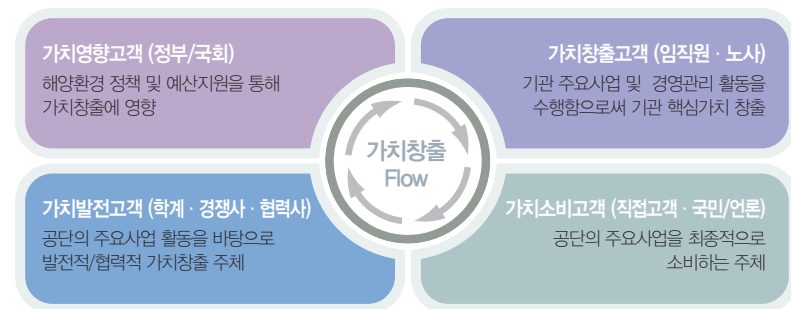 가치영향고객 (정부/국회)
해양환경 정책 및 예산지원을 통해
가치창출에 영향
가치창출고객 (임직원 · 노사)
기관 주요사업 및 경영관리 활동을
수행함으로써 기관 핵심가치 창출
가치창출
Flow
가치발전고객 (학계 · 경쟁사 · 협력사)
공단의 주요사업 활동을 바탕으로
발전적/협력적 가치창출 주체
가치소비고객 (직접고객 · 국민/언론)
공단의 주요사업을 최종적으로
소비하는 주체